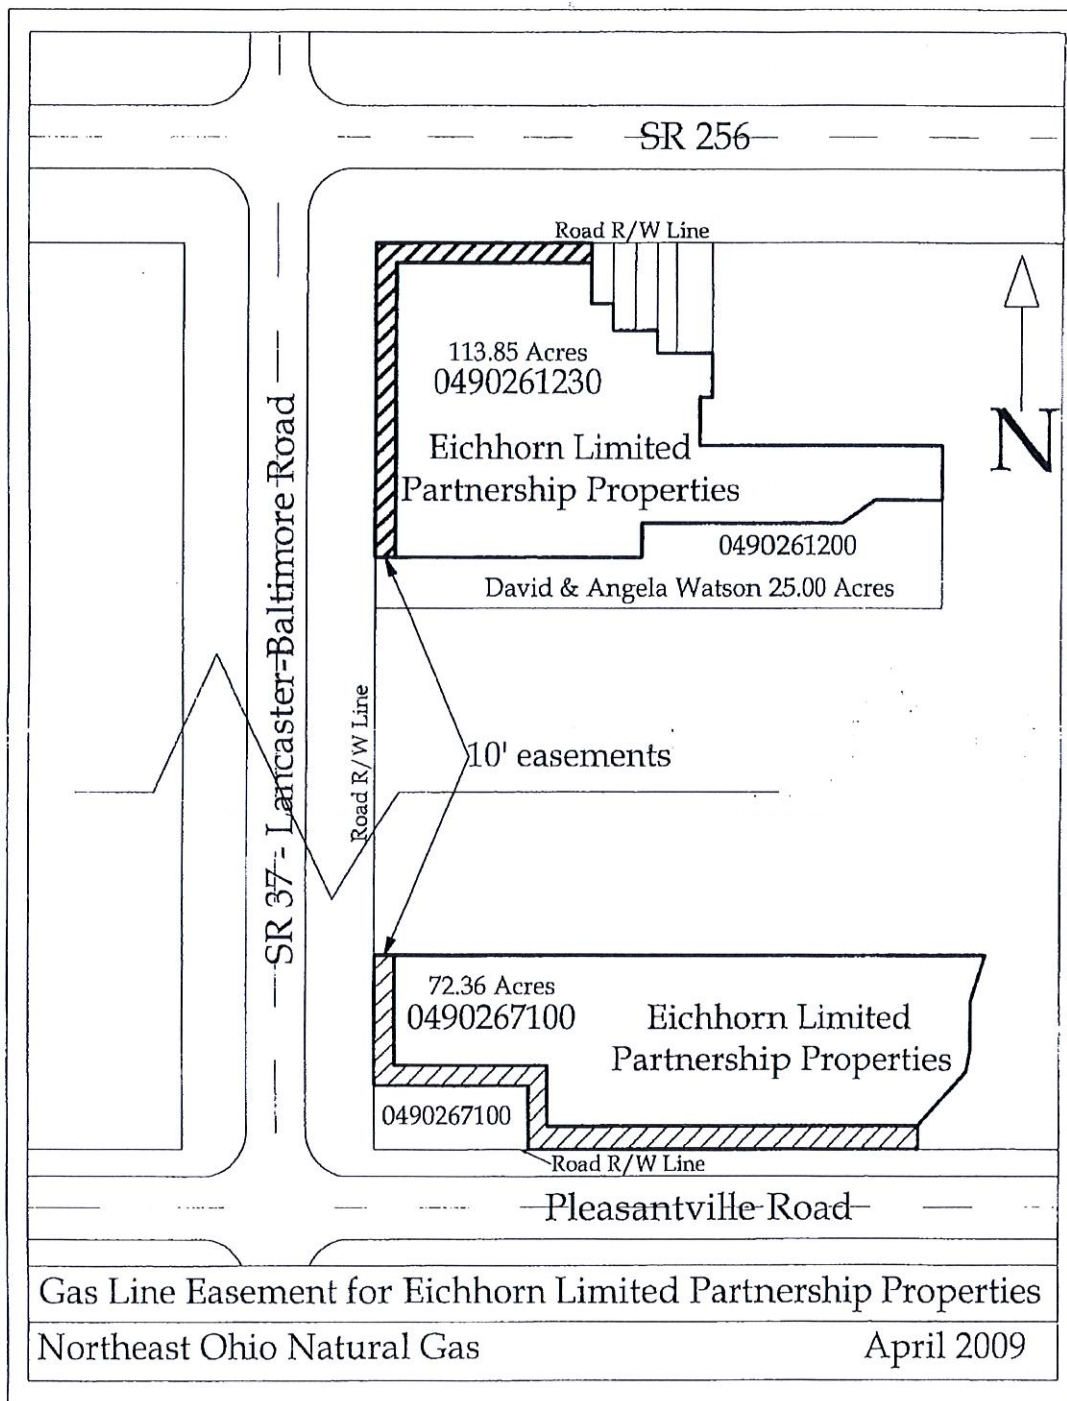 SR 256
Road R/W Line
113.85 Acres
0490261230
Eichhorn Limited
Partnership Properties
N
0490261200
David & Angela Watson 25.00 Acres
SR 37 - Lancaster-Baltimore Road
Road R/W Line
10' easements
72.36 Acres
0490267100
Eichhorn Limited
Partnership Properties
0490267100
Road R/W Line
Pleasantville Road
Gas Line Easement for Eichhorn Limited Partnership Properties
Northeast Ohio Natural Gas
April 2009